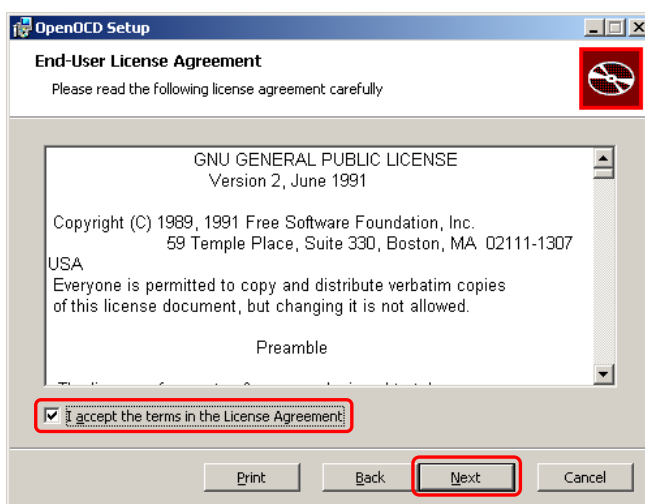 OpenOCD Setup
End-User License Agreement
Please read the following license agreement carefully
GNU GENERAL PUBLIC LICENSE
Version 2, June 1991
Copyright (C) 1989, 1991 Free Software Foundation, Inc.
59 Temple Place, Suite 330, Boston, MA 02111-1307
USA
Everyone is permitted to copy and distribute verbatim copies
of this license document, but changing it is not allowed.
Preamble
I accept the terms in the License Agreement
Print Back Next Cancel